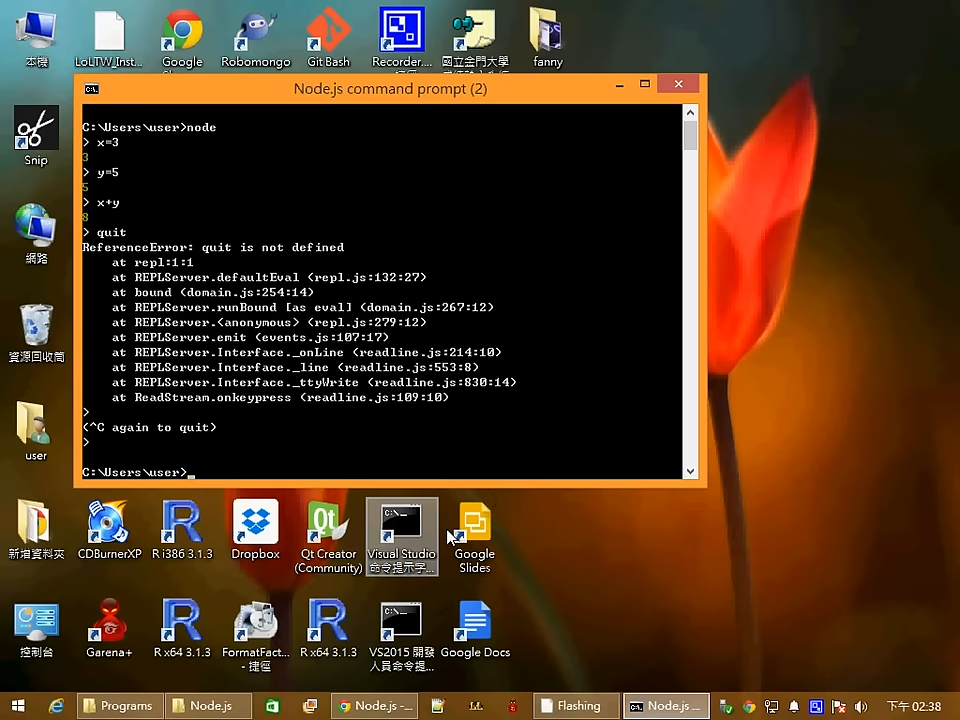 本機
LoLTW_Inst...
Google
Robomongo
Git Bash
Recorder....
國立金門大學
fanny
Node.js command prompt (2)
C:\Users\user>node
> x=3
3
> y=5
5
> x+y
8
> quit
ReferenceError: quit is not defined
at repl:1:1
at REPLServer.defaultEval (repl.js:132:27)
at bound (domain.js:254:14)
at REPLServer.runBound [as eval] (domain.js:267:12)
at REPLServer.<anonymous> (repl.js:279:12)
at REPLServer.emit (events.js:107:17)
at REPLServer.Interface._onLine (readline.js:214:10)
at REPLServer.Interface._line (readline.js:553:8)
at REPLServer.Interface._ttyWrite (readline.js:830:14)
at ReadStream.onkeypress (readline.js:109:10)
>
(^C again to quit)
>
C:\Users\user>_
Snip
網路
資源回收筒
user
新增資料夾
CDBurnerXP
R i386 3.1.3
Dropbox
Qt Creator
(Community)
Visual Studio
命令提示字...
Google
Slides
控制台
Garena+
R x64 3.1.3
FormatFact...
- 捷徑
R x64 3.1.3
VS2015 開發
人員命令提...
Google Docs
Programs
Node.js
Node.js -...
Flashing
Node.js ...
下午 02:38